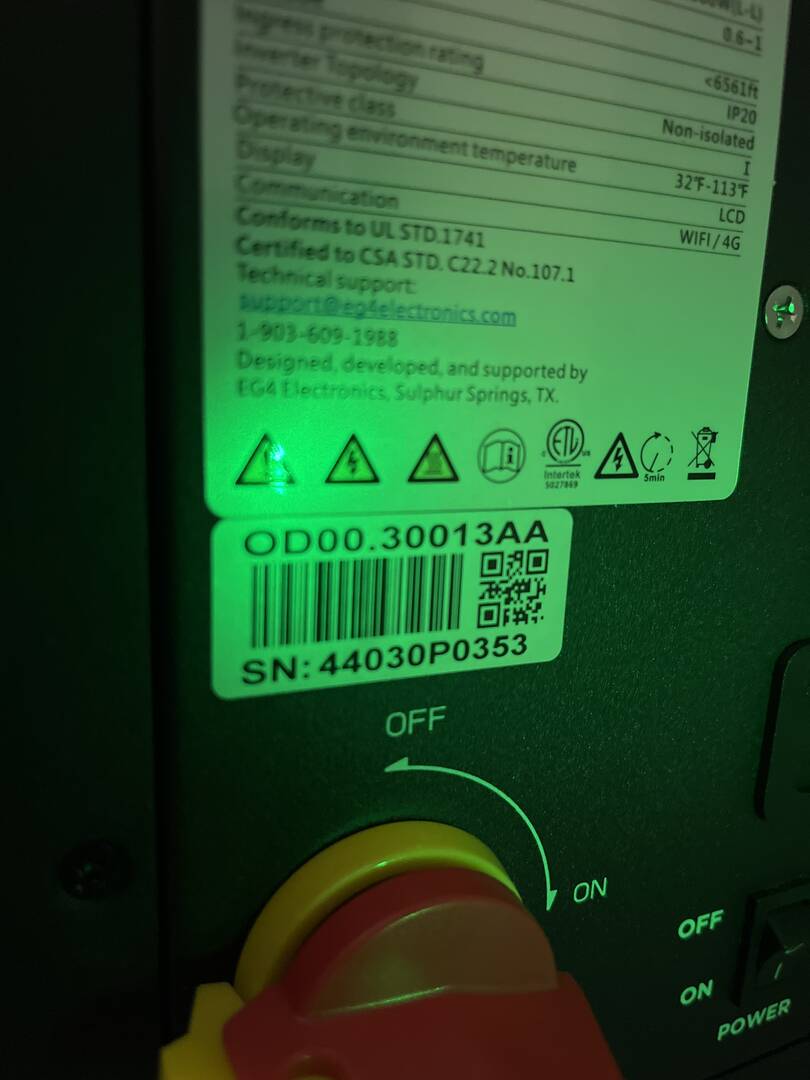 0.6~1
<6561ft
Ingress protection rating IP20
Inverter Topology Non-isolated
Protective class I
Operating environment temperature 32℉-113℉
Display LCD
Communication WIFI / 4G
Conforms to UL STD.1741
Certified to CSA STD. C22.2 No.107.1
Technical support:
support@eg4electronics.com
1-903-609-1988
Designed, developed, and supported by
EG4 Electronics, Sulphur Springs, TX.
c ETL us
Intertek
5027869
5min
OD00.30013AA
SN: 44030P0353
OFF
ON
OFF
ON
POWER